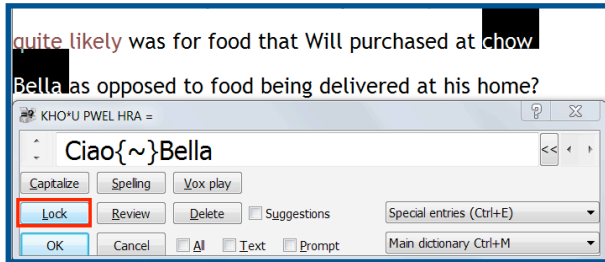 quite likely was for food that Will purchased at chow
Bella as opposed to food being delivered at his home?
KHO*U PWEL HRA =
Ciao{~}Bella
<<
Capitalize Speling Vox play
Lock Review Delete Suggestions Special entries (Ctrl+E)
OK Cancel All Text Prompt Main dictionary Ctrl+M